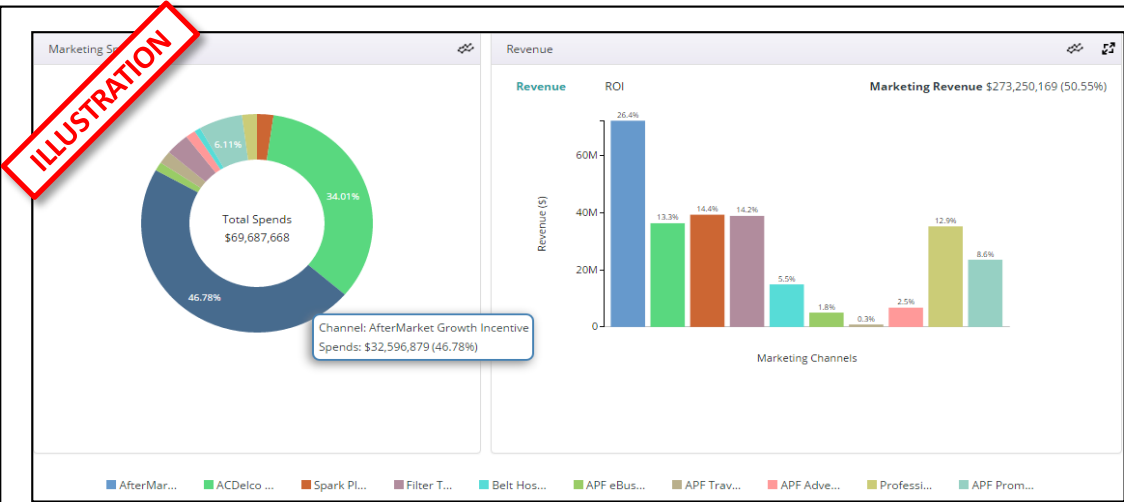 ILLUSTRATION
Marketing Sp
Revenue
Revenue ROI Marketing Revenue $273,250,169 (50.55%)
6.11%
34.01%
46.78%
Total Spends
$69,687,668
Channel: AfterMarket Growth Incentive
Spends: $32,596,879 (46.78%)
Revenue ($)
60M
40M
20M
0
26.4%
13.3%
14.4%
14.2%
5.5%
1.8%
0.3%
2.5%
12.9%
8.6%
Marketing Channels
AfterMar... ACDelco ... Spark Pl... Filter T... Belt Hos... APF eBus... APF Trav... APF Adve... Professi... APF Prom...